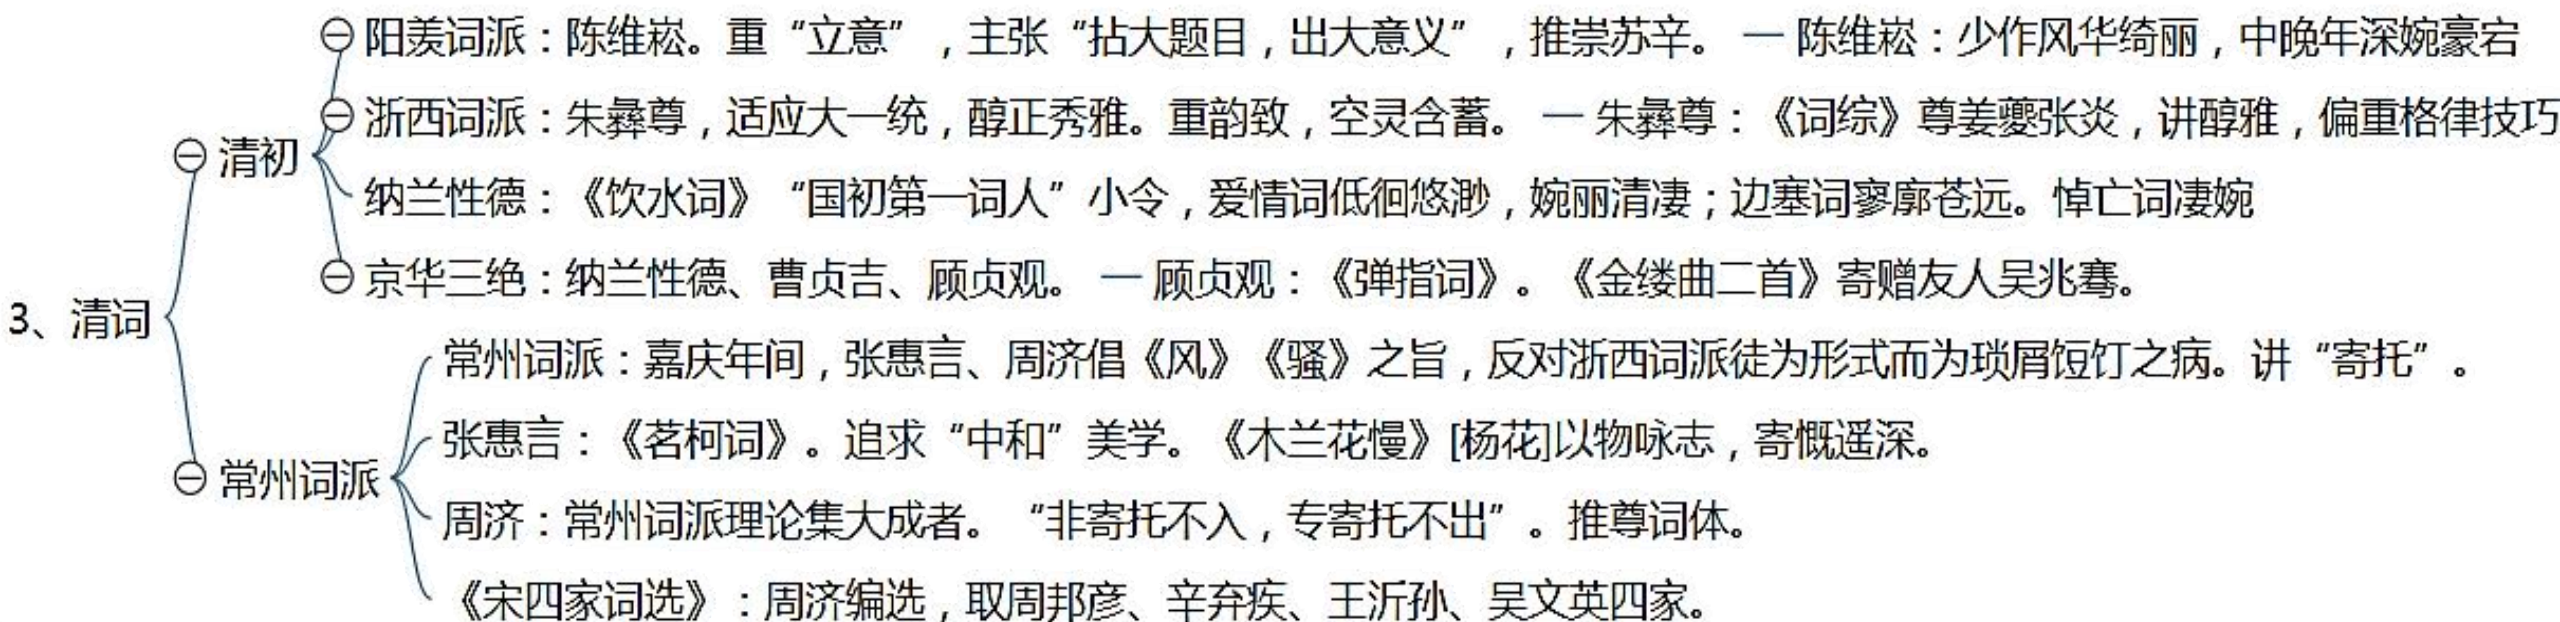 阳羡词派：陈维崧。重“立意”，主张“拈大题目，出大意义”，推崇苏辛。 — 陈维崧：少作风华绮丽，中晚年深婉豪宕
浙西词派：朱彝尊，适应大一统，醇正秀雅。重韵致，空灵含蓄。 — 朱彝尊：《词综》尊姜夔张炎，讲醇雅，偏重格律技巧
清初
纳兰性德：《饮水词》“国初第一词人”小令，爱情词低徊悠渺，婉丽清凄；边塞词寥廓苍远。悼亡词凄婉
京华三绝：纳兰性德、曹贞吉、顾贞观。 — 顾贞观：《弹指词》。《金缕曲二首》寄赠友人吴兆骞。
3、清词
常州词派：嘉庆年间，张惠言、周济倡《风》《骚》之旨，反对浙西词派徒为形式而为琐屑饾饤之病。讲“寄托”。
张惠言：《茗柯词》。追求“中和”美学。《木兰花慢》[杨花]以物咏志，寄慨遥深。
常州词派
周济：常州词派理论集大成者。“非寄托不入，专寄托不出”。推尊词体。
《宋四家词选》：周济编选，取周邦彦、辛弃疾、王沂孙、吴文英四家。